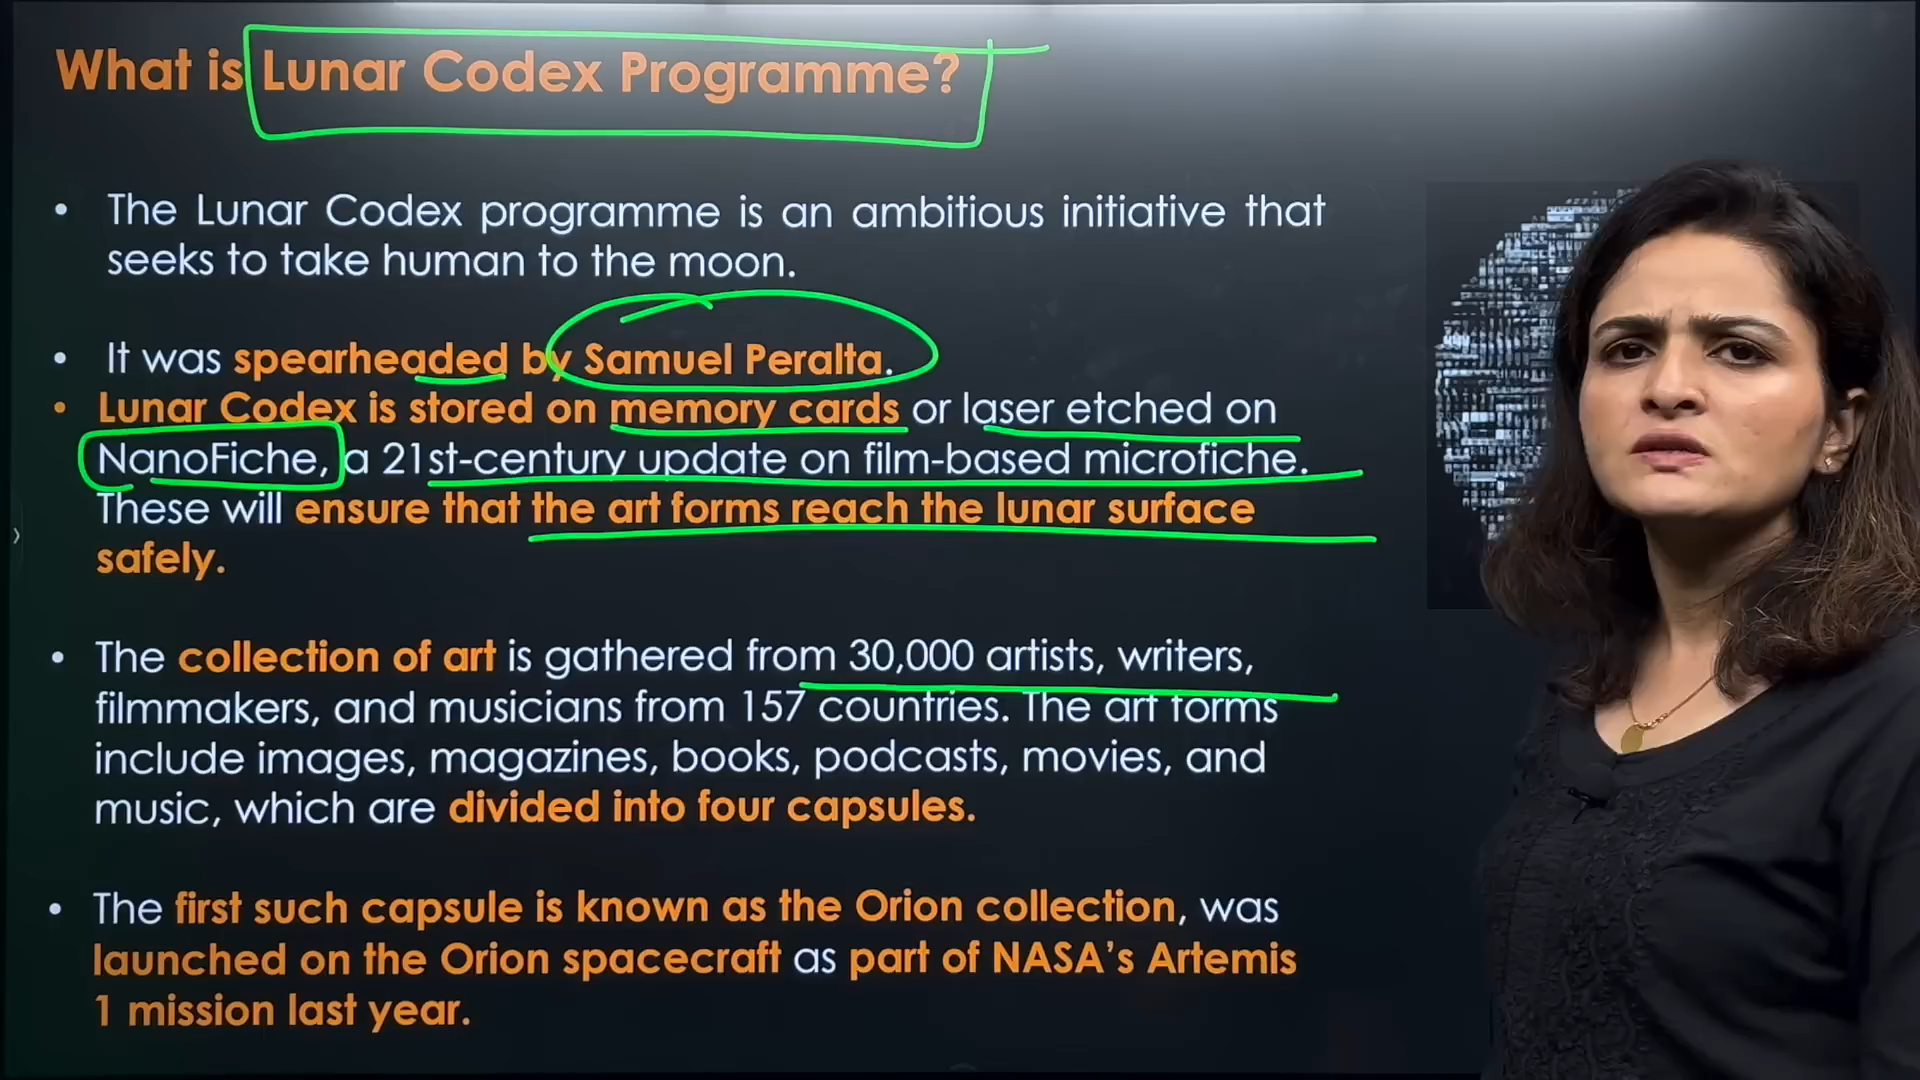 What is Lunar Codex Programme?
• The Lunar Codex programme is an ambitious initiative that
seeks to take human to the moon.
• It was spearheaded by Samuel Peralta.
• Lunar Codex is stored on memory cards or laser etched on
NanoFiche, a 21st-century update on film-based microfiche.
These will ensure that the art forms reach the lunar surface
safely.
• The collection of art is gathered from 30,000 artists, writers,
filmmakers, and musicians from 157 countries. The art forms
include images, magazines, books, podcasts, movies, and
music, which are divided into four capsules.
• The first such capsule is known as the Orion collection, was
launched on the Orion spacecraft as part of NASA’s Artemis
1 mission last year.